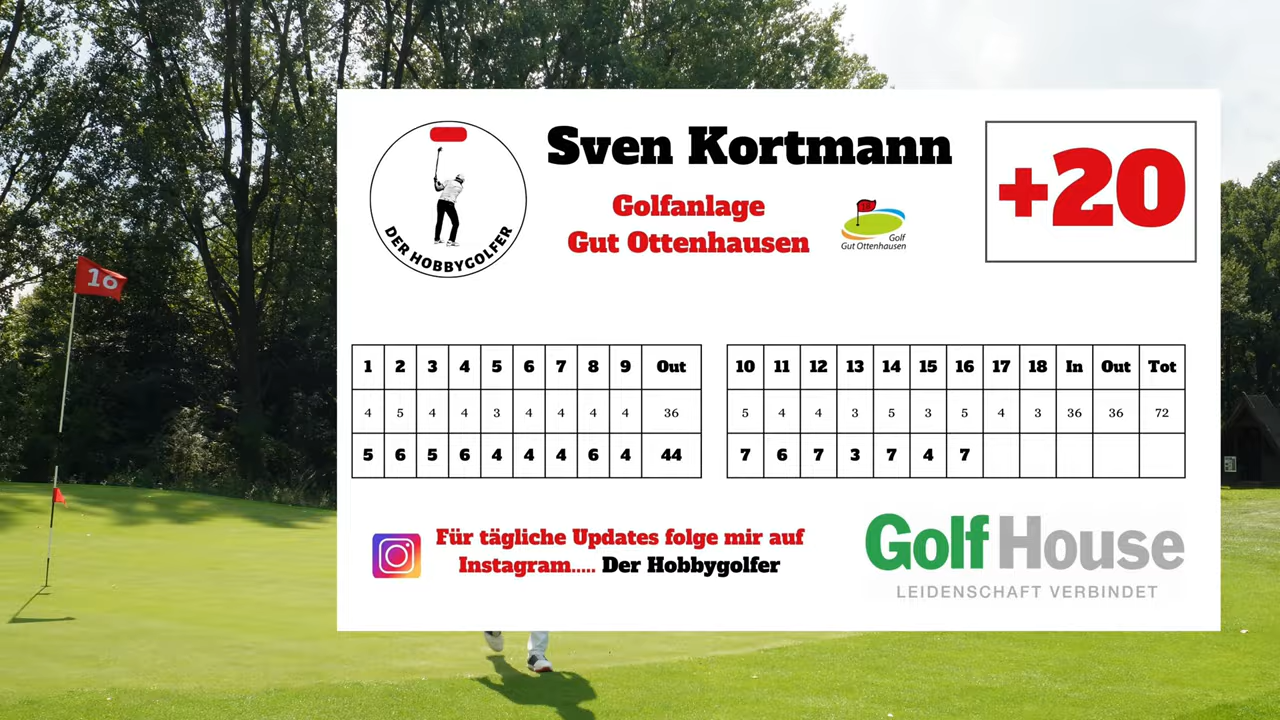 DER HOBBYGOLFER
Sven Kortmann
Golfanlage
Gut Ottenhausen
Golf
Gut Ottenhausen
+20
16
1 2 3 4 5 6 7 8 9 Out
4 5 4 4 3 4 4 4 4 36
5 6 5 6 4 4 4 6 4 44
10 11 12 13 14 15 16 17 18 In Out Tot
5 4 4 3 5 3 5 4 3 36 36 72
7 6 7 3 7 4 7
Für tägliche Updates folge mir auf
Instagram..... Der Hobbygolfer
Golf House
LEIDENSCHAFT VERBINDET